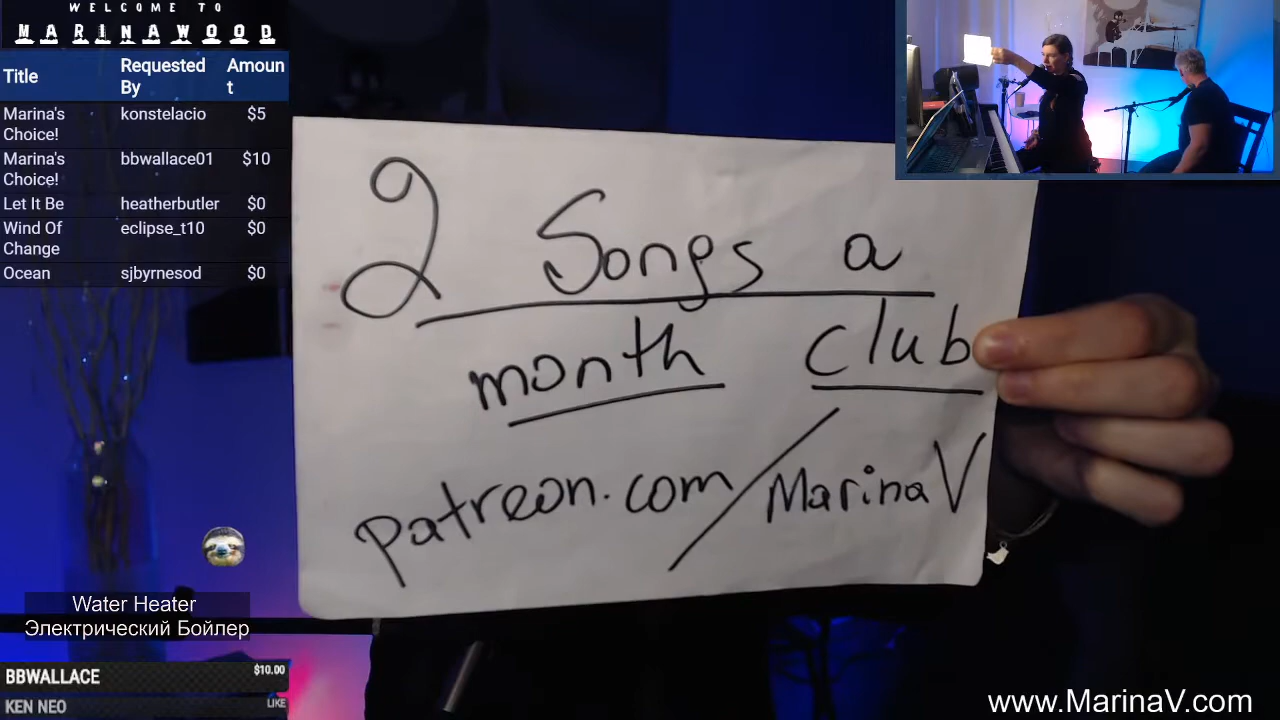 WELCOME TO
MARINAWOOD
Title Requested By Amount
Marina's Choice! konstelacio $5
Marina's Choice! bbwallace01 $10
Let It Be heatherbutler $0
Wind Of Change eclipse_t10 $0
Ocean sjbyrnesod $0
2 Songs a
month club
patreon.com/MarinaV
Water Heater
Электрический Бойлер
BBWALLACE $10.00
KEN NEO LIKE
www.MarinaV.com